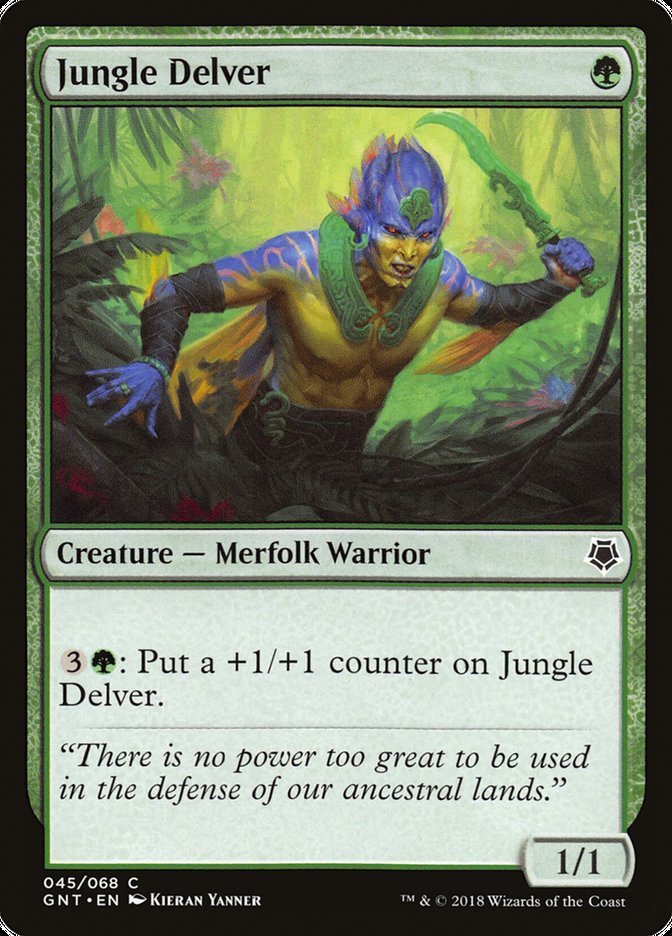 Jungle Delver
Creature — Merfolk Warrior
3: Put a +1/+1 counter on Jungle
Delver.
“There is no power too great to be used
in the defense of our ancestral lands.”
1/1
045/068 C
GNT • EN Kieran Yanner
™ & © 2018 Wizards of the Coast